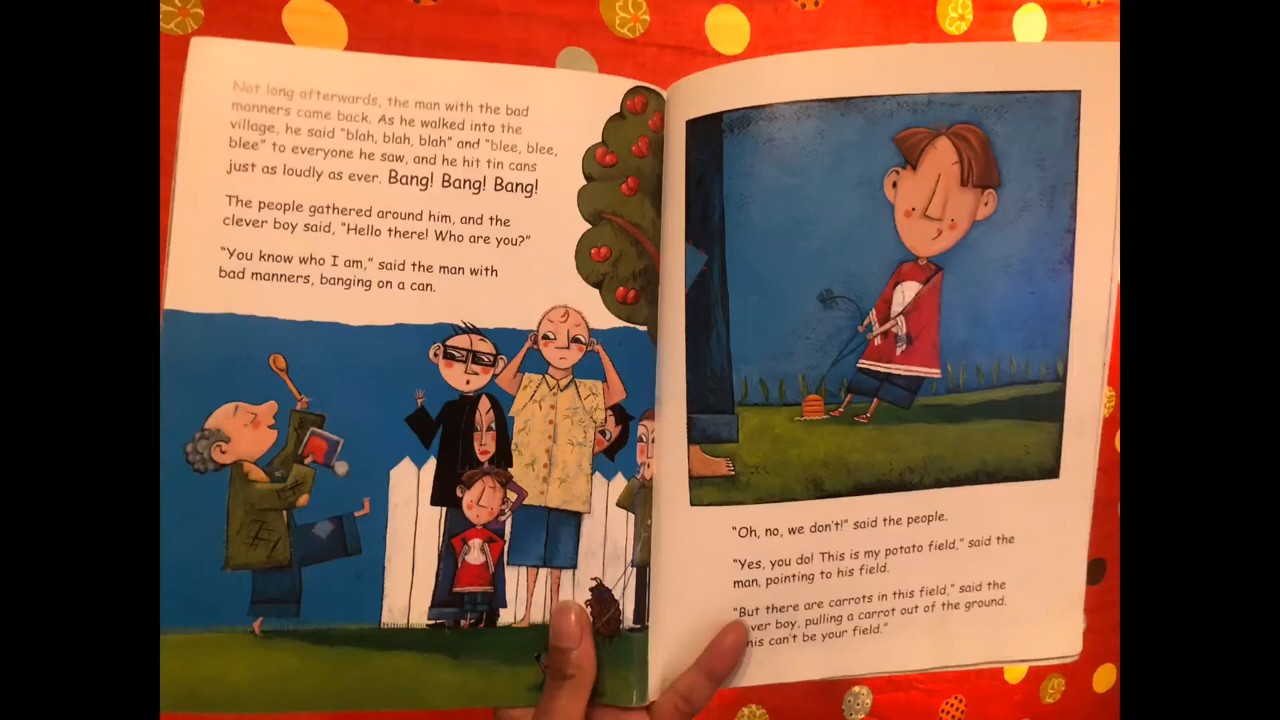 Not long afterwards, the man with the bad
manners came back. As he walked into the
village, he said "blah, blah, blah" and "blee, blee,
blee" to everyone he saw, and he hit tin cans
just as loudly as ever. Bang! Bang! Bang!
The people gathered around him, and the
clever boy said, "Hello there! Who are you?"
"You know who I am," said the man with
bad manners, banging on a can.
"Oh, no, we don't!" said the people.
"Yes, you do! This is my potato field," said the
man, pointing to his field.
"But there are carrots in this field," said the
boy, pulling a carrot out of the ground.
can't be your field."